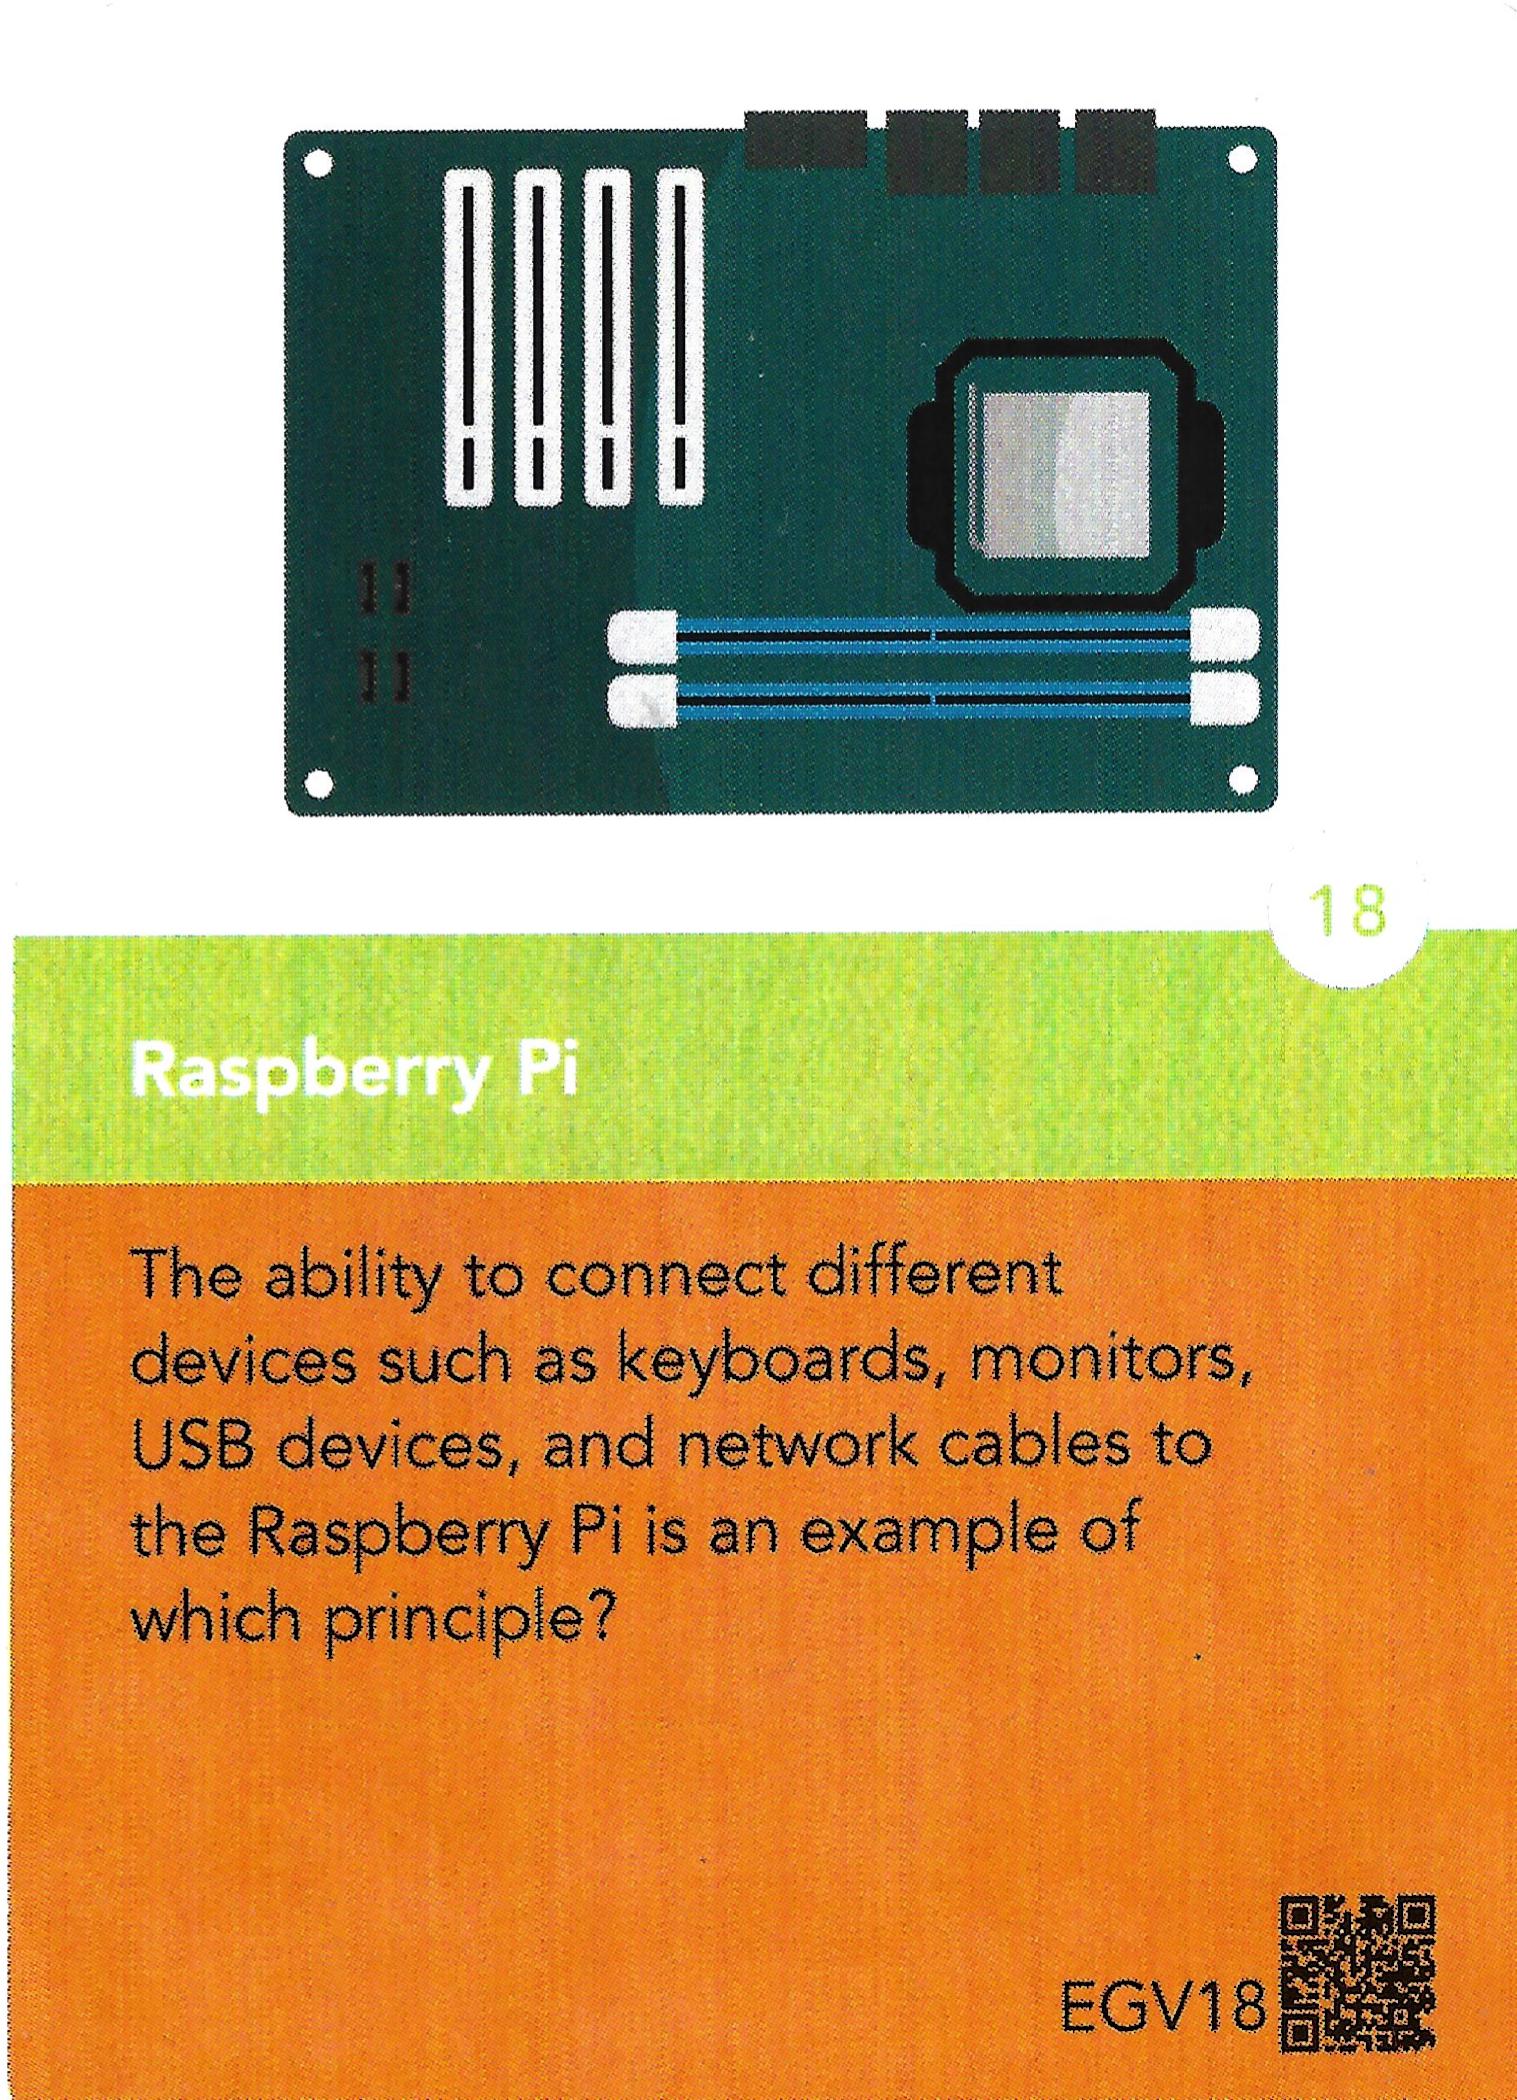 18
Raspberry Pi
The ability to connect different
devices such as keyboards, monitors,
USB devices, and network cables to
the Raspberry Pi is an example of
which principle?
EGV18